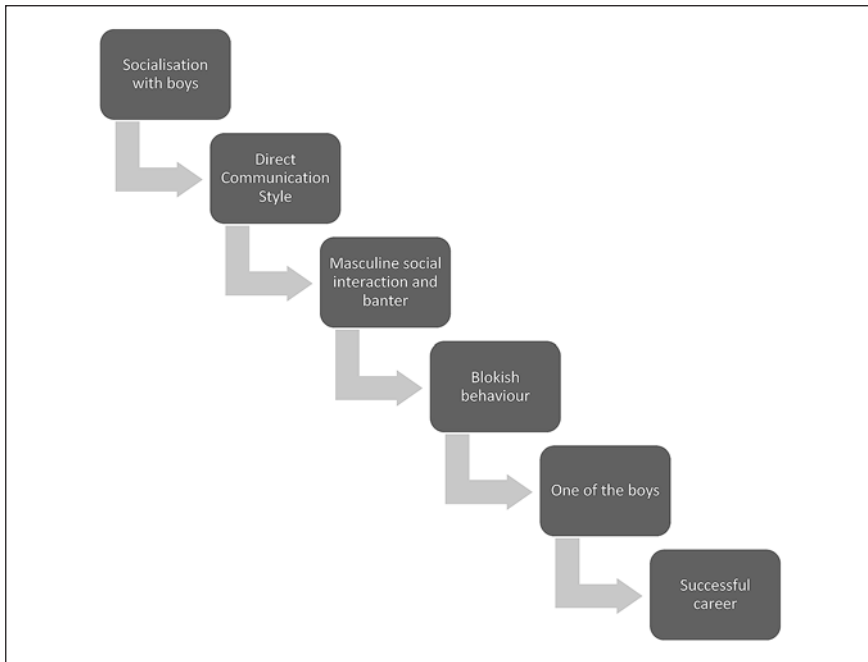 Socialisation
with boys
Direct
Communication
Style
Masculine social
interaction and
banter
Blokish
behaviour
One of the boys
Successful
career